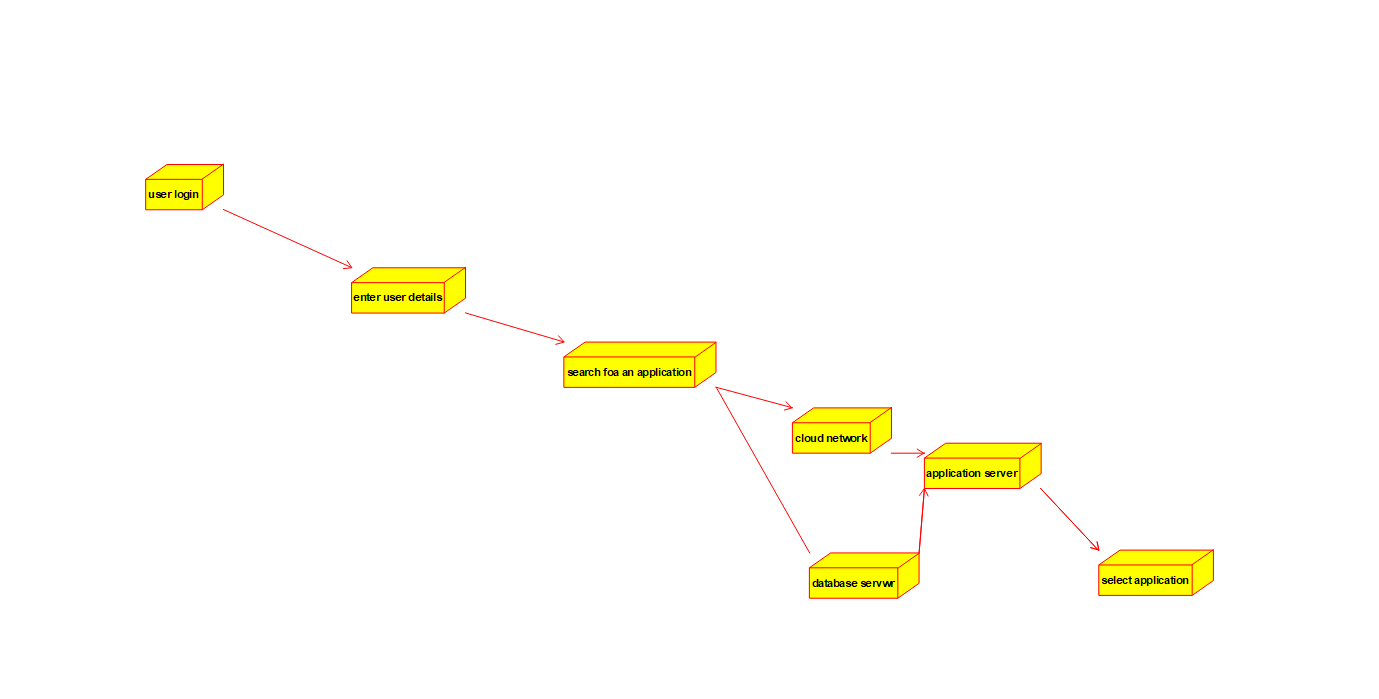 user login
enter user details
search foa an application
cloud network
application server
database servwr
select application